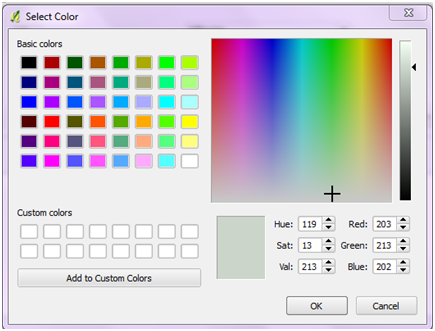 Select Color
Basic colors
Hue: 119 Red: 203
Custom colors
Sat: 13 Green: 213
Val: 213 Blue: 202
Add to Custom Colors
OK Cancel